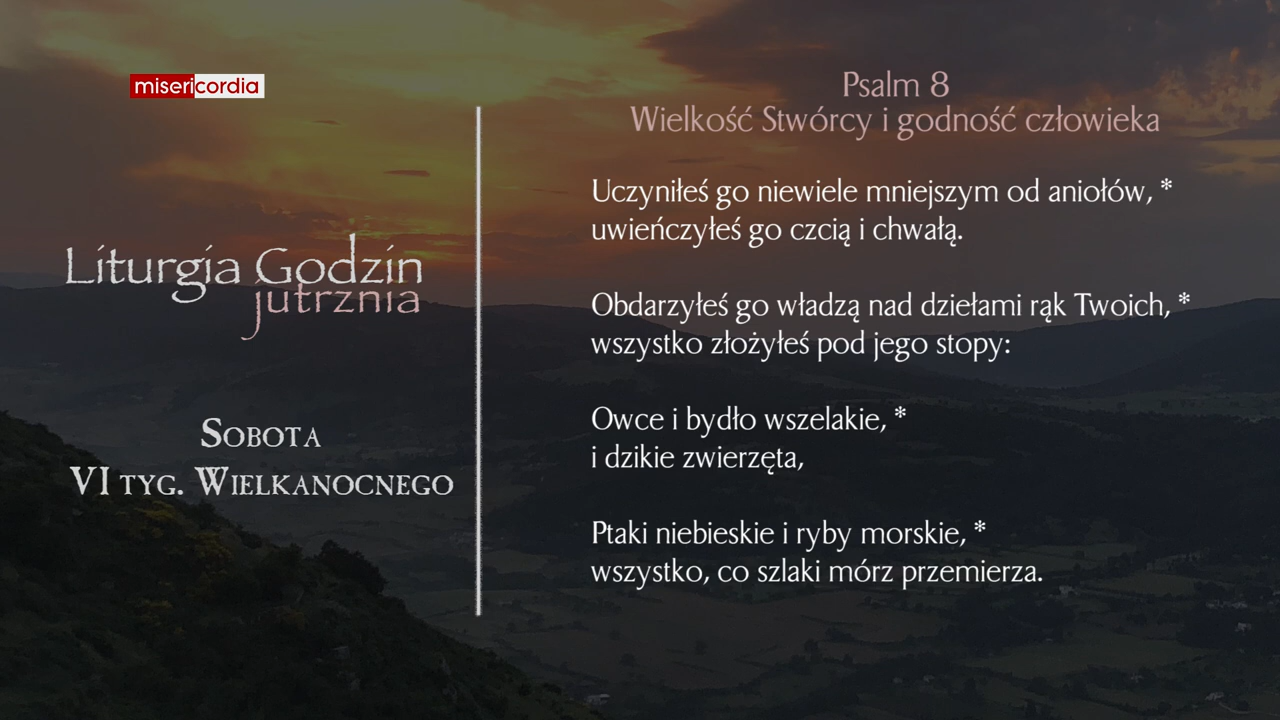 misericordia
Liturgia Godzin
jutrznia
Sobota
VI tyg. Wielkanocnego
Psalm 8
Wielkość Stwórcy i godność człowieka
Uczyniłeś go niewiele mniejszym od aniołów, *
uwieńczyłeś go czcią i chwałą.
Obdarzyłeś go władzą nad dziełami rąk Twoich, *
wszystko złożyłeś pod jego stopy:
Owce i bydło wszelakie, *
i dzikie zwierzęta,
Ptaki niebieskie i ryby morskie, *
wszystko, co szlaki mórz przemierza.